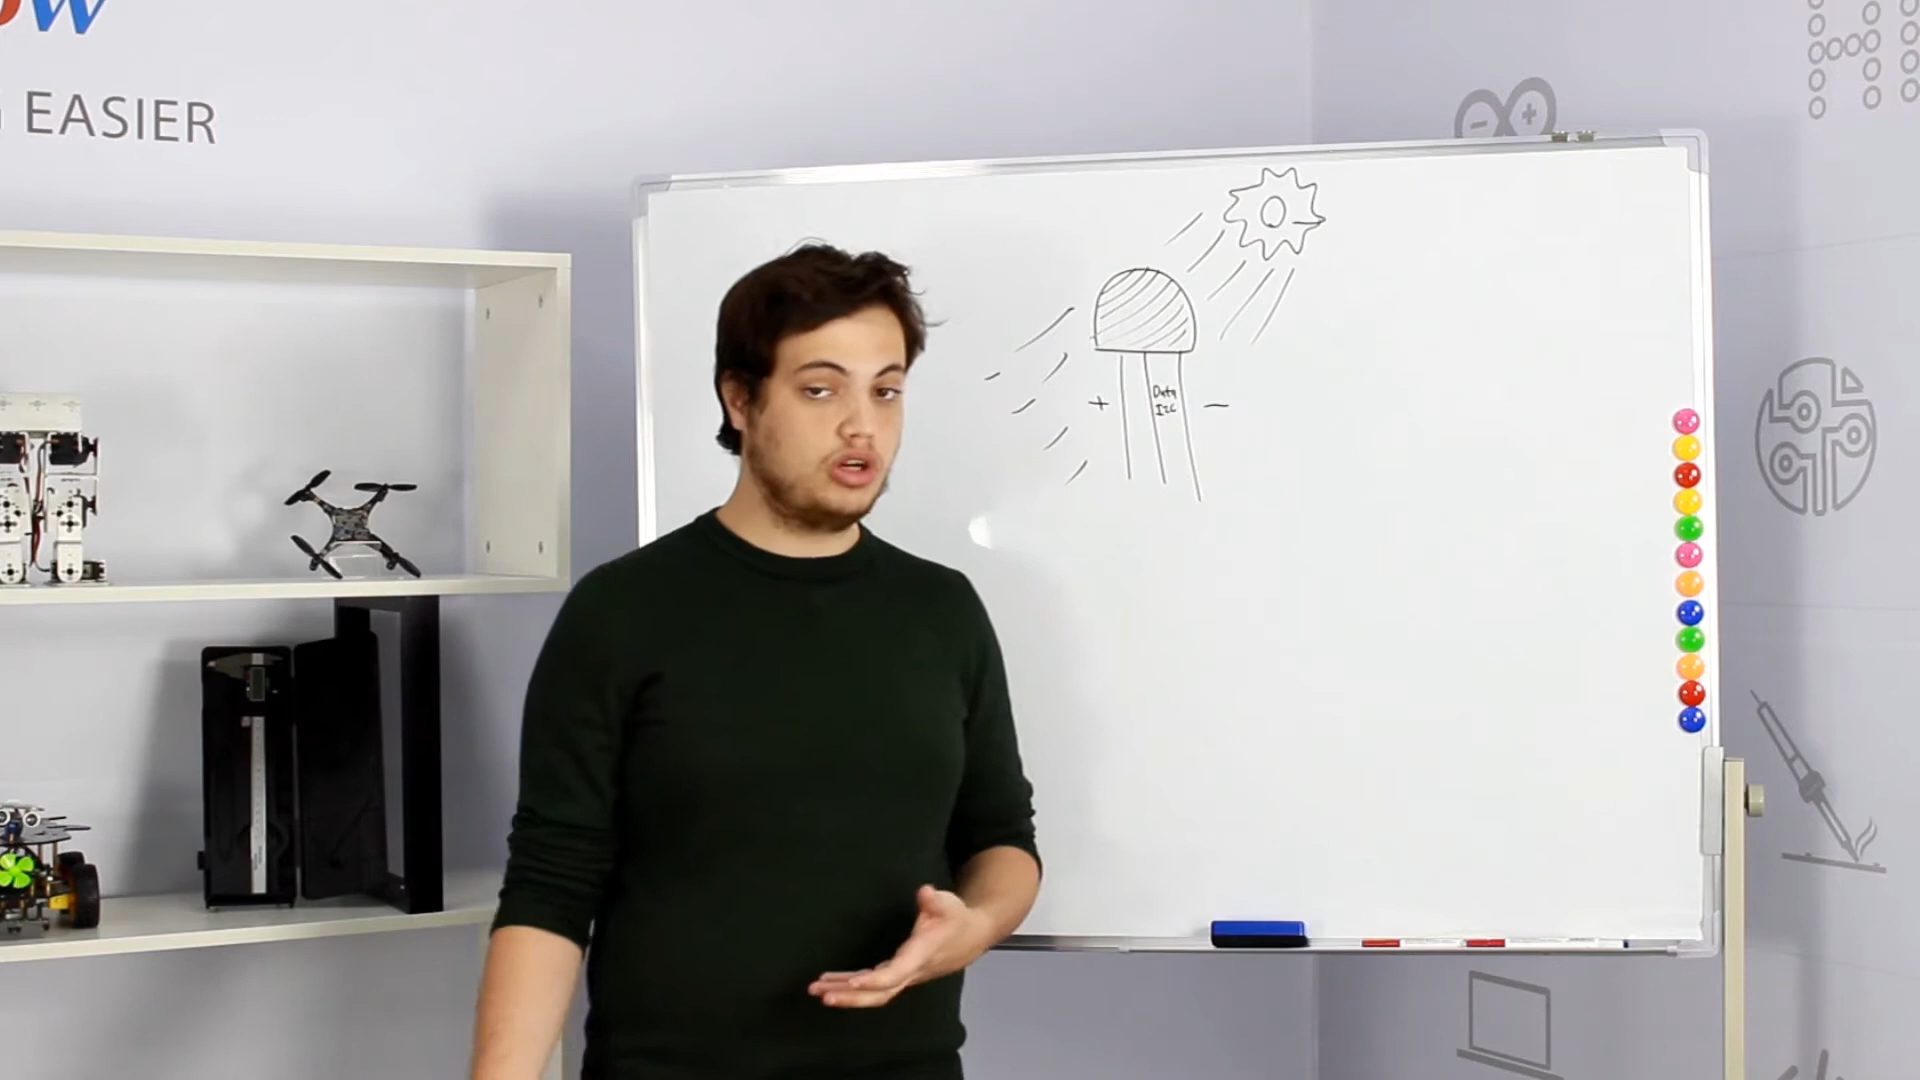 EASIER
+
Data
I2C
-